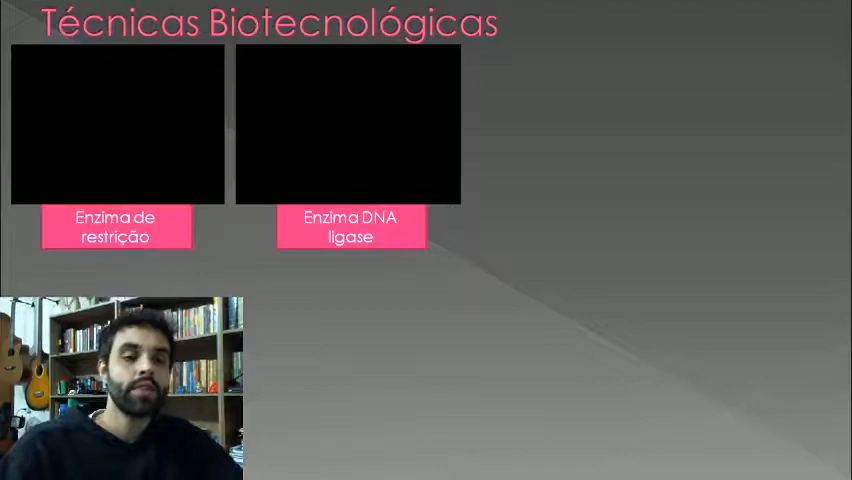 Técnicas Biotecnológicas
Enzima de
restrição
Enzima DNA
ligase